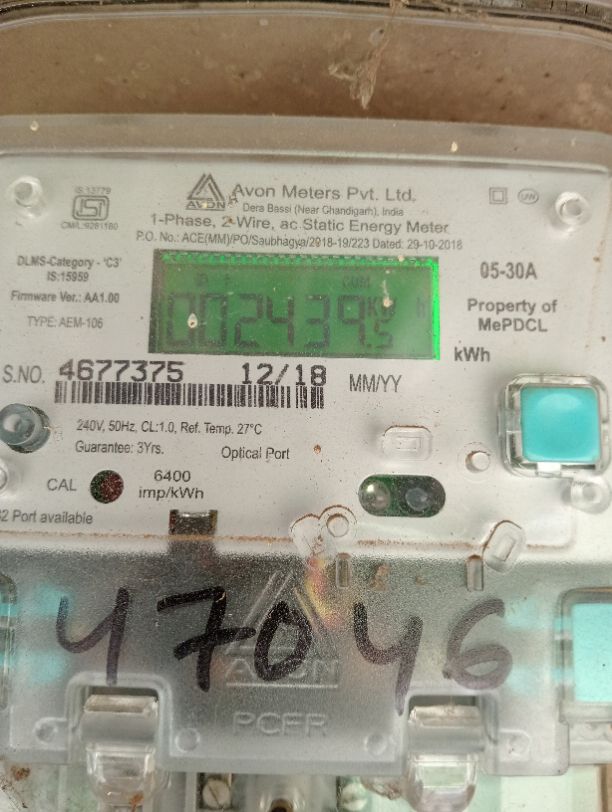 IS 13779
ISI
CM/L:9281180
AVON
Avon Meters Pvt. Ltd.
Dera Bassi (Near Chandigarh), India
1-Phase, 2-Wire, ac Static Energy Meter
P.O. No.: ACE(MM)/PO/Saubhagya/2018-19/223 Dated: 29-10-2018
DLMS-Category - 'C3'
IS:15959
Firmware Ver.: AA1.00
TYPE: AEM-106
CUM
002439.5
KW h
05-30A
Property of
MePDCL
kWh
S.NO. 4677375 12/18 MM/YY
240V, 50Hz, CL:1.0, Ref. Temp. 27°C
Guarantee: 3Yrs.
Optical Port
CAL
6400
imp/kWh
Port available
47046
AVON